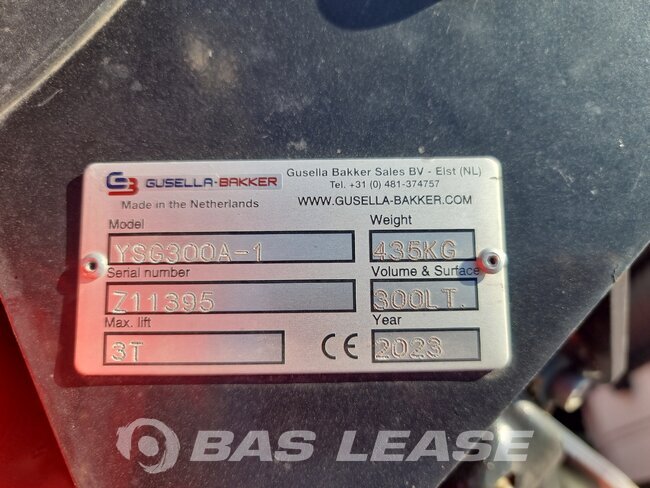 GB GUSELLA-BAKKER
Gusella Bakker Sales BV - Elst (NL)
Tel. +31 (0) 481-374757
Made in the Netherlands
WWW.GUSELLA-BAKKER.COM
Model
Weight
YSG300A-1
435KG
Serial number
Volume & Surface
Z11395
300LT.
Max. lift
Year
3T
CE
2023
BAS LEASE